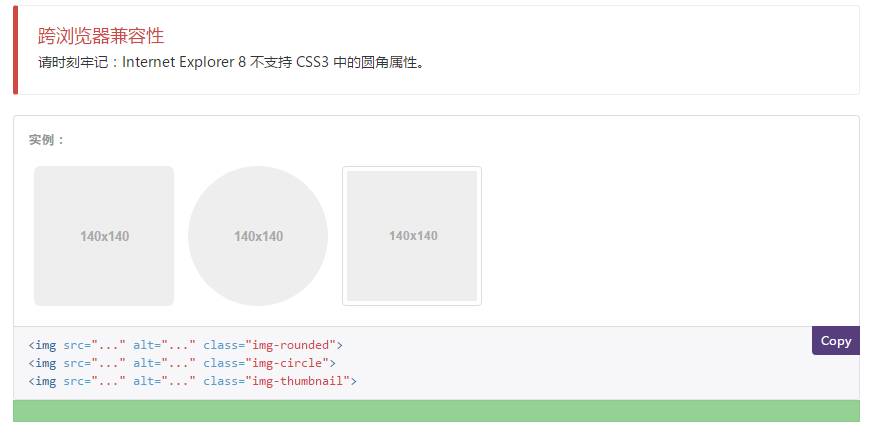 跨浏览器兼容性
请时刻牢记：Internet Explorer 8 不支持 CSS3 中的圆角属性。
实例：
140x140 140x140 140x140
Copy
<img src="..." alt="..." class="img-rounded">
<img src="..." alt="..." class="img-circle">
<img src="..." alt="..." class="img-thumbnail">